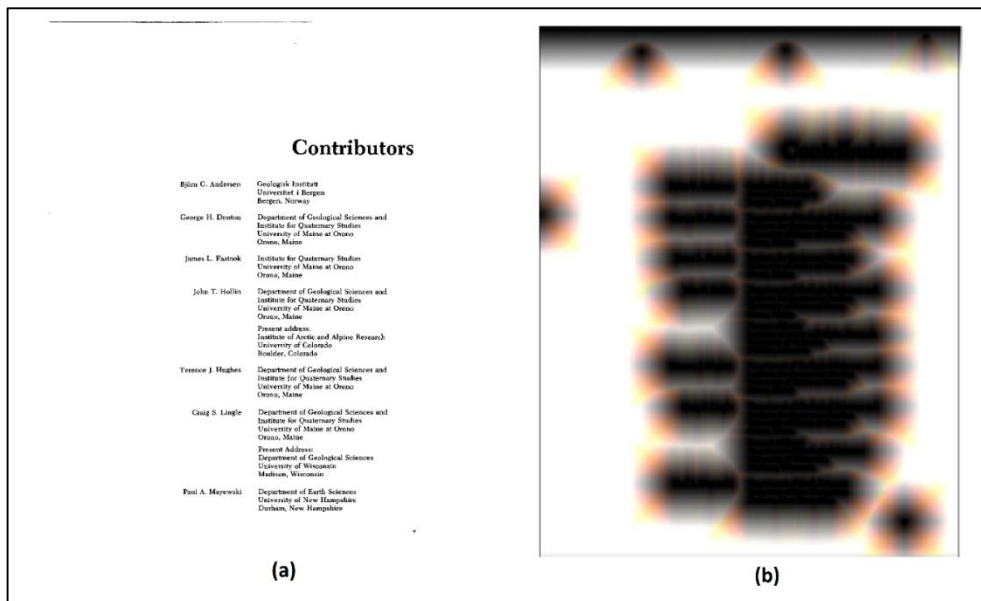 Contributors
Björn G. Andersen Geologisk Institutt
Universitet i Bergen
Bergen, Norway
George H. Denton Department of Geological Sciences and
Institute for Quaternary Studies
University of Maine at Orono
Orono, Maine
James L. Fastook Institute for Quaternary Studies
University of Maine at Orono
Orono, Maine
John T. Hollin Department of Geological Sciences and
Institute for Quaternary Studies
University of Maine at Orono
Orono, Maine
Present address:
Institute of Arctic and Alpine Research
University of Colorado
Boulder, Colorado
Terence J. Hughes Department of Geological Sciences and
Institute for Quaternary Studies
University of Maine at Orono
Orono, Maine
Craig S. Lingle Department of Geological Sciences and
Institute for Quaternary Studies
University of Maine at Orono
Orono, Maine
Present Address:
Department of Geological Sciences
University of Wisconsin
Madison, Wisconsin
Paul A. Mayewski Department of Earth Sciences
University of New Hampshire
Durham, New Hampshire
(a)
Contributors
(b)